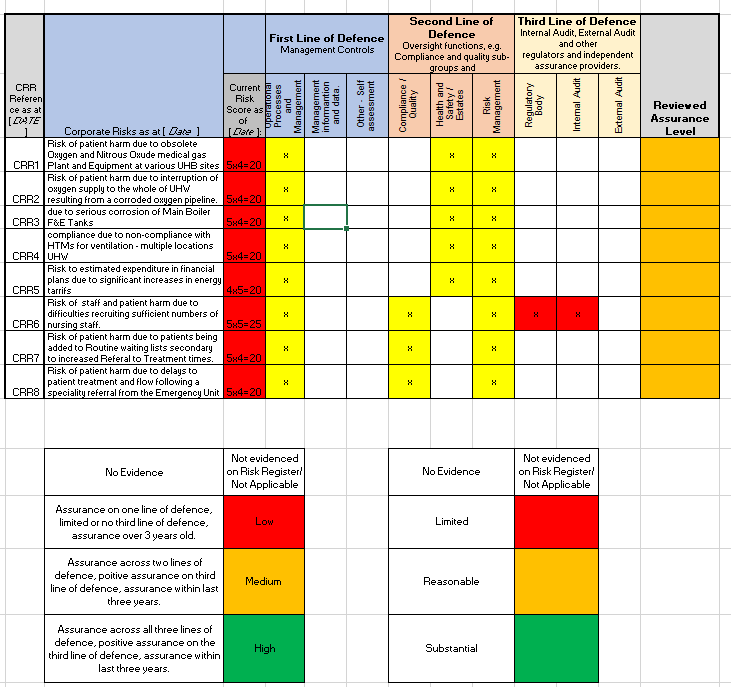 First Line of Defence
Management Controls
Second Line of
Defence
Oversight functions, e.g.
Compliance and quality sub-
groups and
Third Line of Defence
Internal Audit, External Audit
and other
regulators and independent
assurance providers.
CRR
Referen
ce as at
[DATE
]
Corporate Risks as at [ Date ]
Current
Risk
Score as
of
[Date ]:
Operational
Processes
and
Management
Management
informantion
and data.
Other - Self
assessment
Compliance /
Quality
Health and
Safety /
Estates
Risk
Management
Regulatory
Body
Internal Audit
External Audit
Reviewed
Assurance
Level
CRR1
Risk of patient harm due to obsolete
Oxygen and Nitrous Oxude medical gas
Plant and Equipment at various UHB sites
5x4=20 x x x
CRR2
Risk of patient harm due to interruption of
oxygen supply to the whole of UHW
resulting from a corroded oxygen pipeline.
5x4=20 x x x
CRR3
due to serious corrosion of Main Boiler
F&E Tanks
5x4=20 x x x
CRR4
compliance due to non-compliance with
HTMs for ventilation - multiple locations
UHW
5x4=20 x x x
CRR5
Risk to estimated expenditure in financial
plans due to significant increases in energy
tarrifs
4x5=20 x x x
CRR6
Risk of staff and patient harm due to
difficulties recruiting sufficient numbers of
nursing staff.
5x5=25 x x x x x
CRR7
Risk of patient harm due to patients being
added to Routine waiting lists secondary
to increased Referal to Treatment times.
5x4=20 x x x
CRR8
Risk of patient harm due to delays to
patient treatment and flow following a
speciality referral from the Emergency Unit
5x4=20 x x x
No Evidence
Not evidenced
on Risk Register/
Not Applicable
Assurance on one line of defence,
limited or no third line of defence,
assurance over 3 years old.
Low
Assurance across two lines of
defence, poitive assurance on third
line of defence, assurance within last
three years.
Medium
Assurance across all three lines of
defence, positive assurance on the
third line of defence, assurance within
last three years.
High
No Evidence
Not evidenced
on Risk Register/
Not Applicable
Limited
Reasonable
Substantial